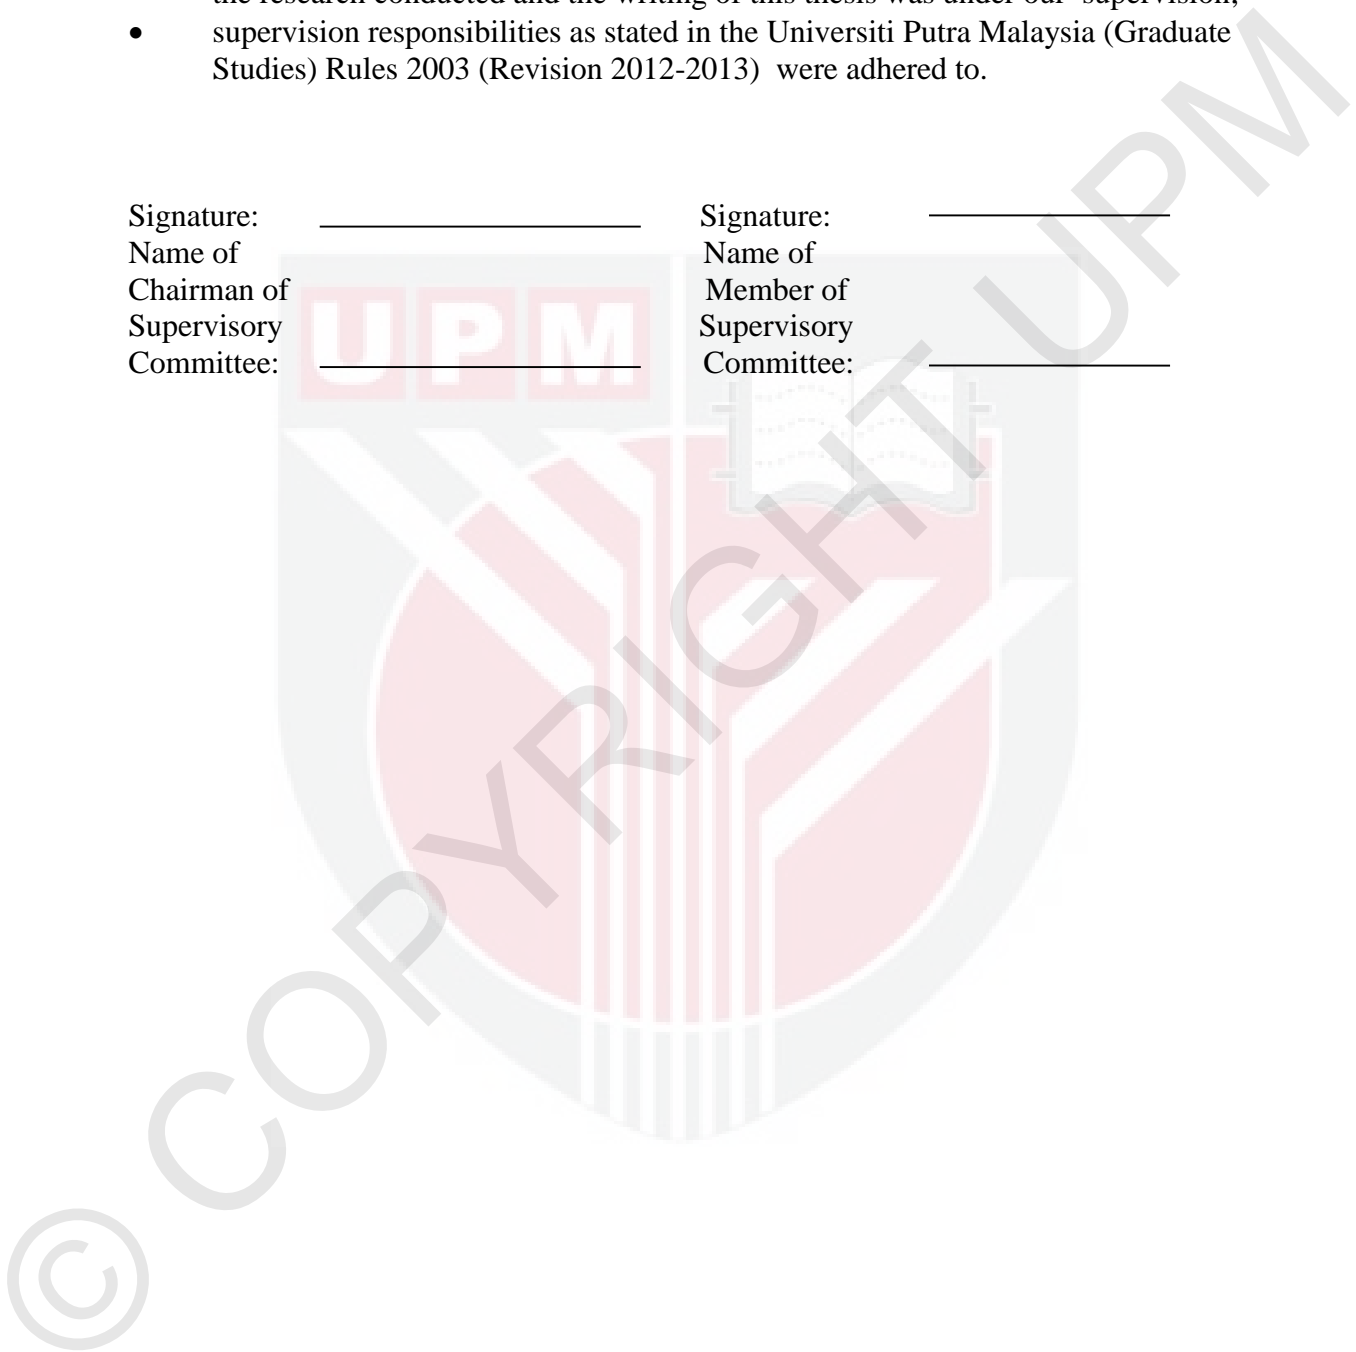 the research conducted and the writing of this thesis was under our supervision;
• supervision responsibilities as stated in the Universiti Putra Malaysia (Graduate
Studies) Rules 2003 (Revision 2012-2013) were adhered to.
Signature:
Name of
Chairman of
Supervisory
Committee:
Signature:
Name of
Member of
Supervisory
Committee:
UPM
© COPYRIGHT UPM